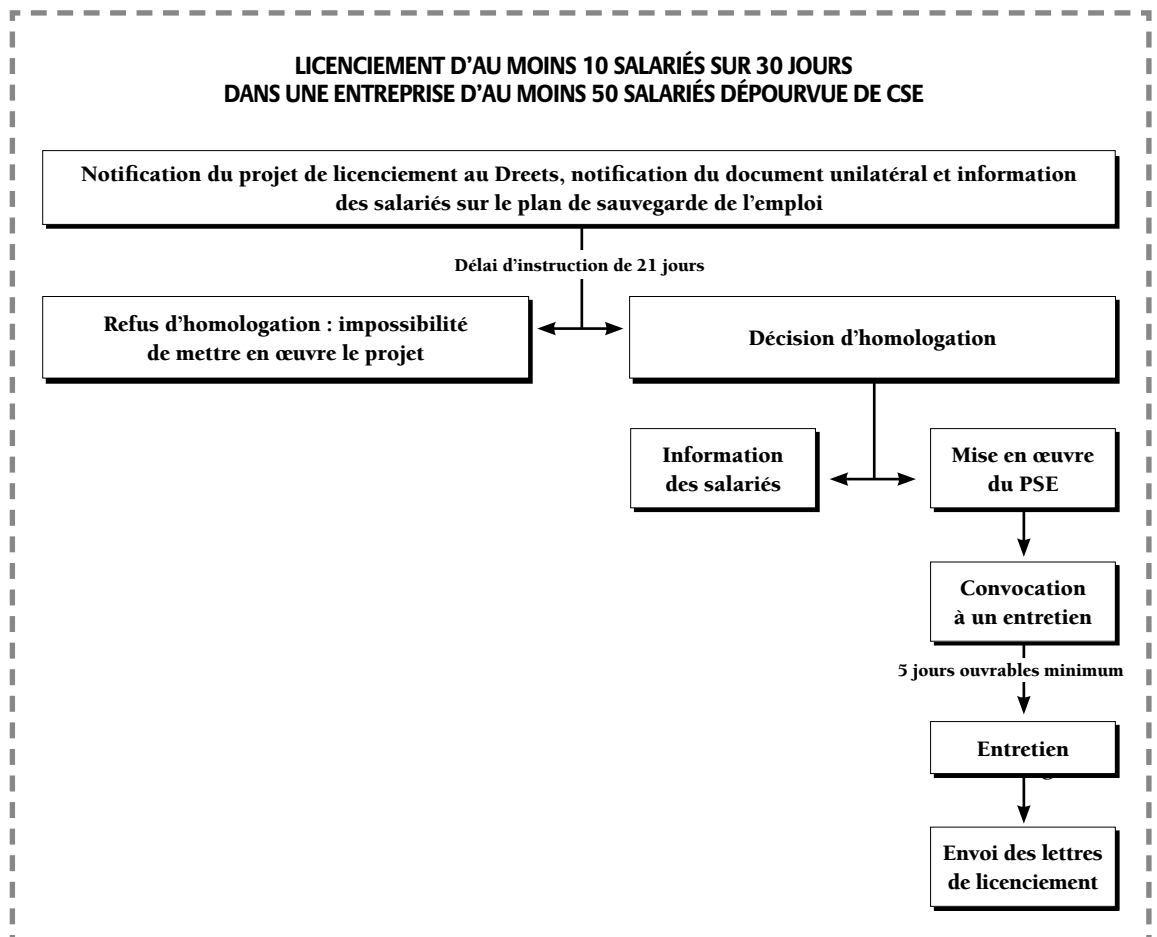 LICENCIEMENT D’AU MOINS 10 SALARIÉS SUR 30 JOURS
DANS UNE ENTREPRISE D’AU MOINS 50 SALARIÉS DÉPOURVUE DE CSE
Notification du projet de licenciement au Dreets, notification du document unilatéral et information
des salariés sur le plan de sauvegarde de l’emploi
Délai d’instruction de 21 jours
Refus d’homologation : impossibilité
de mettre en œuvre le projet
Décision d’homologation
Information
des salariés
Mise en œuvre
du PSE
Convocation
à un entretien
5 jours ouvrables minimum
Entretien
Envoi des lettres
de licenciement